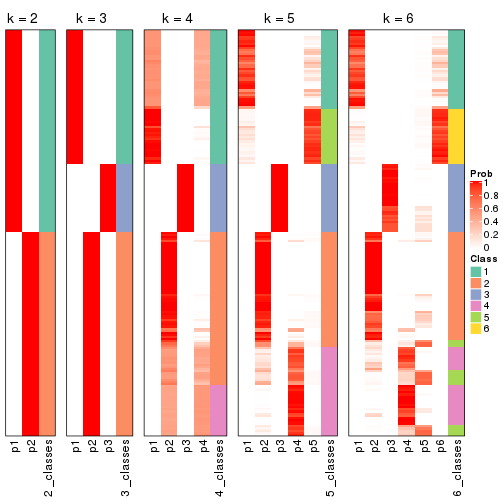 k = 2
k = 3
k = 4
k = 5
k = 6
p1
p2
2_classes
p1
p2
p3
3_classes
p1
p2
p3
p4
4_classes
p1
p2
p3
p4
p5
5_classes
p1
p2
p3
p4
p5
p6
6_classes
Prob
1
0.8
0.6
0.4
0.2
0
Class
1
2
3
4
5
6